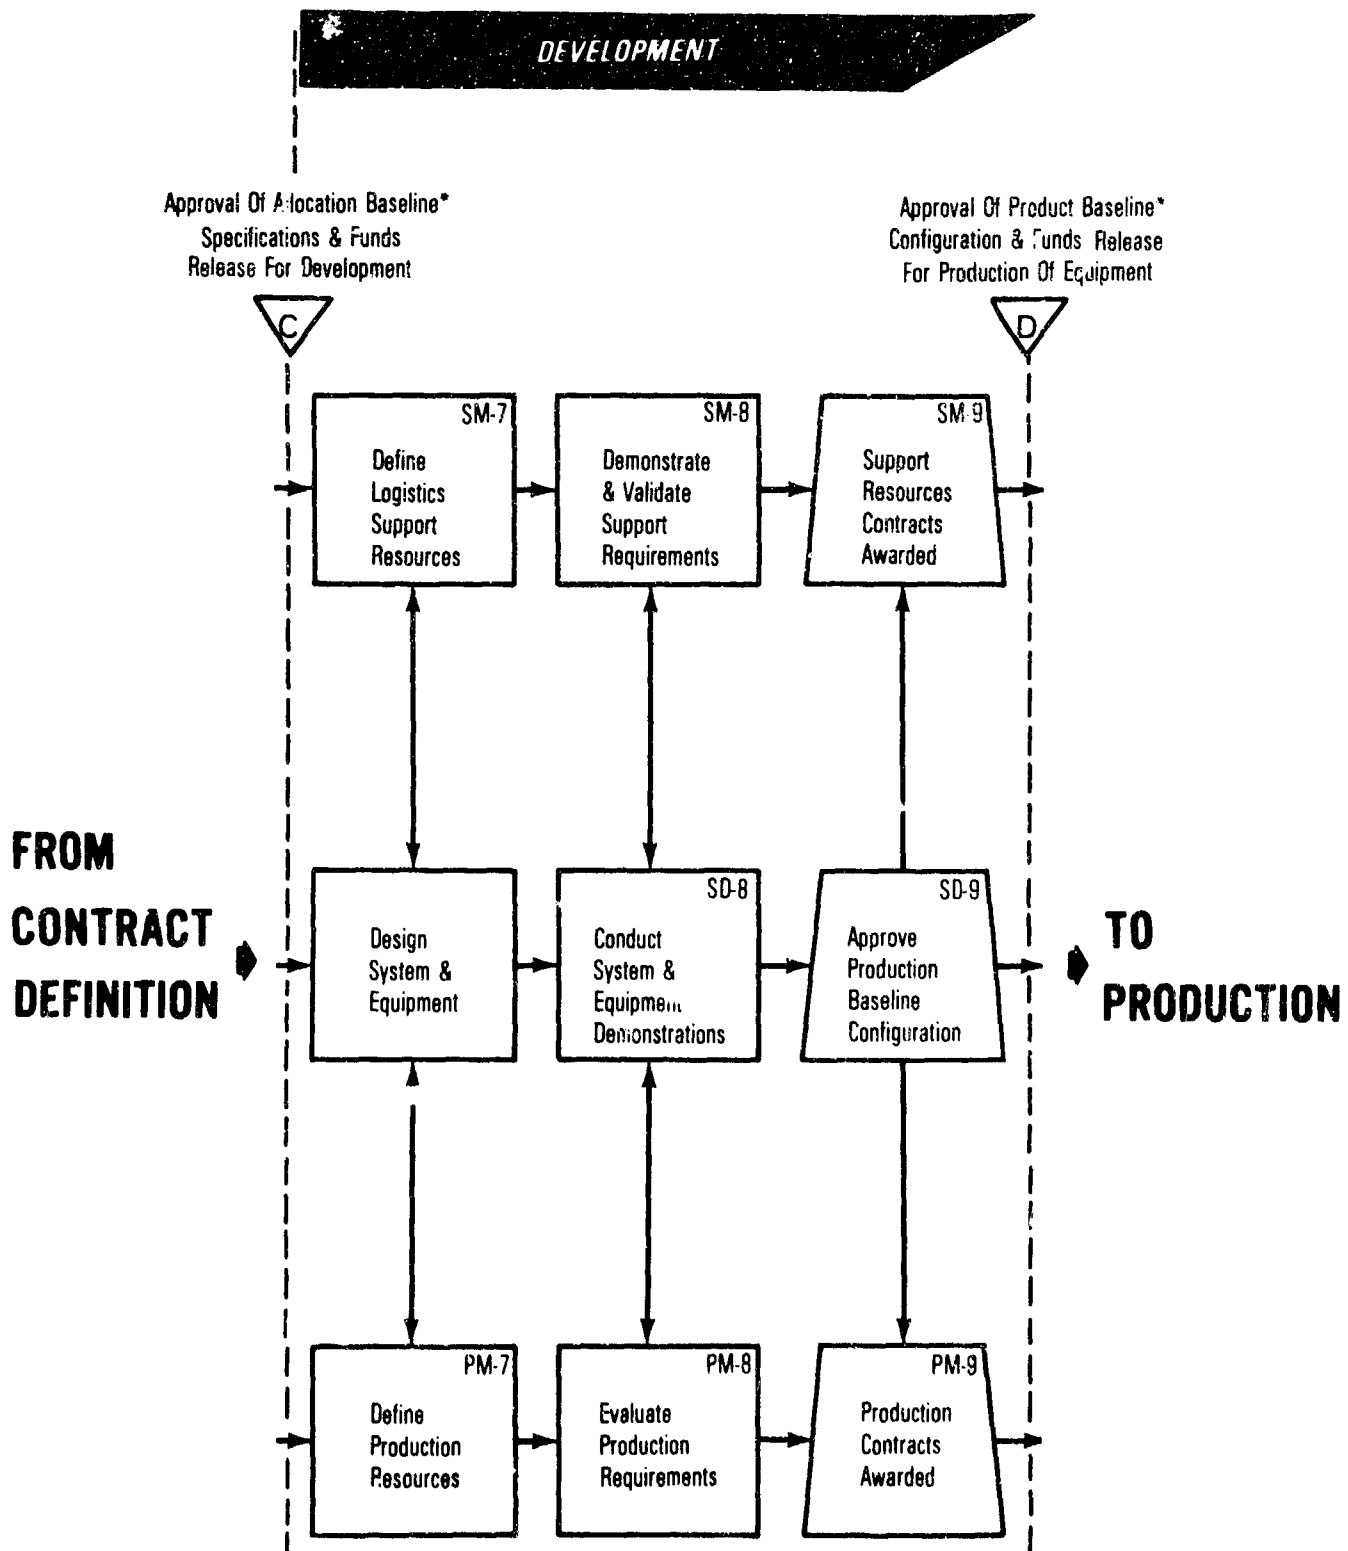 DEVELOPMENT
Approval Of Allocation Baseline*
Specifications & Funds
Release For Development
Approval Of Product Baseline*
Configuration & Funds Release
For Production Of Equipment
C
D
SM-7
Define
Logistics
Support
Resources
SM-8
Demonstrate
& Validate
Support
Requirements
SM-9
Support
Resources
Contracts
Awarded
FROM
CONTRACT
DEFINITION
Design
System &
Equipment
SD-8
Conduct
System &
Equipment
Demonstrations
SD-9
Approve
Production
Baseline
Configuration
TO
PRODUCTION
PM-7
Define
Production
Resources
PM-8
Evaluate
Production
Requirements
PM-9
Production
Contracts
Awarded